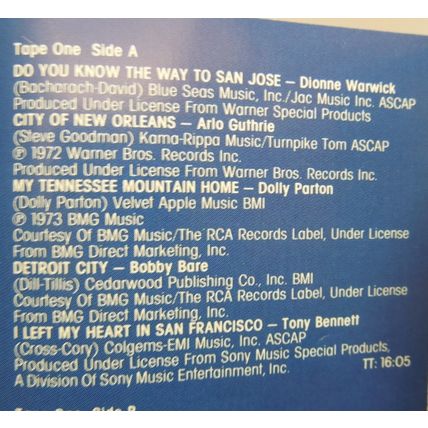 Tape One Side A
DO YOU KNOW THE WAY TO SAN JOSE – Dionne Warwick
(Bacharach-David) Blue Seas Music, Inc./Jac Music Inc. ASCAP
Produced Under License From Warner Special Products
CITY OF NEW ORLEANS – Arlo Guthrie
(Steve Goodman) Kama-Rippa Music/Turnpike Tom ASCAP
℗ 1972 Warner Bros. Records Inc.
Produced Under License From Warner Bros. Records Inc.
MY TENNESSEE MOUNTAIN HOME – Dolly Parton
(Dolly Parton) Velvet Apple Music BMI
℗ 1973 BMG Music
Courtesy Of BMG Music/The RCA Records Label, Under License
From BMG Direct Marketing, Inc.
DETROIT CITY – Bobby Bare
(Dill-Tillis) Cedarwood Publishing Co., Inc. BMI
Courtesy Of BMG Music/The RCA Records Label, Under License
From BMG Direct Marketing, Inc.
I LEFT MY HEART IN SAN FRANCISCO – Tony Bennett
(Cross-Cory) Colgems-EMI Music, Inc. ASCAP
Produced Under License From Sony Music Special Products,
A Division Of Sony Music Entertainment, Inc. TT: 16:05
Tape One Side B